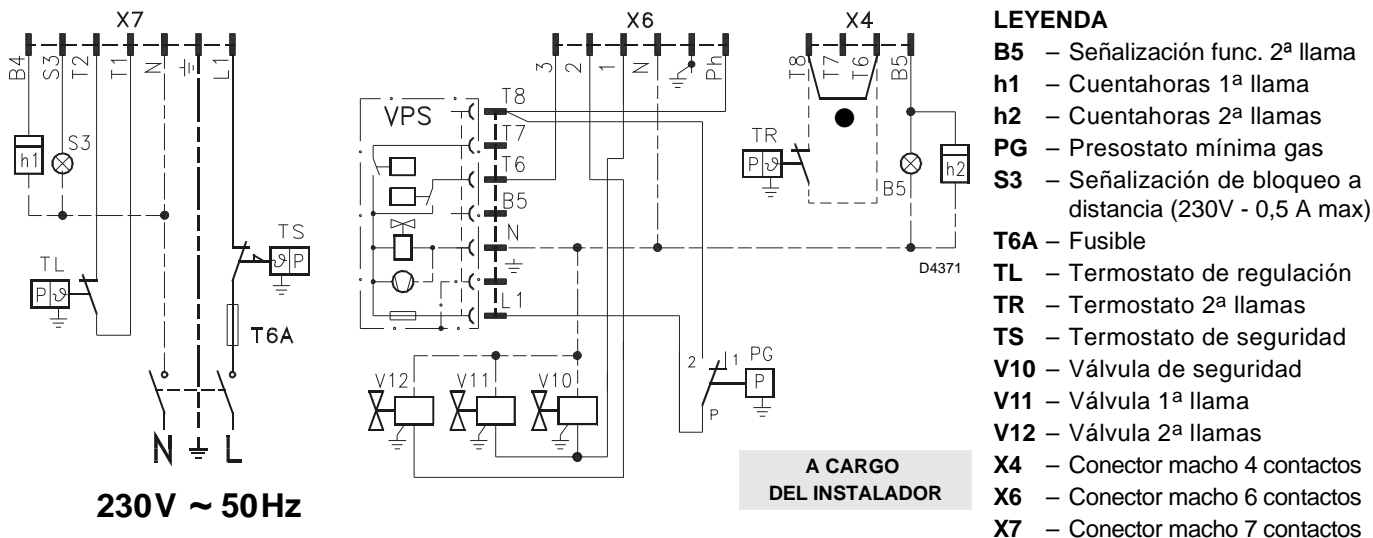 X7
B4
S3
T2
T1
N
L1
h1
S3
TL
P ϑ
TS
ϑ P
T6A
N
L
230V ~ 50Hz
X6
3
2
1
N
Ph
VPS
T8
T7
T6
B5
N
L1
V12
V11
V10
2
1
PG
P
P
X4
T8
T7
T6
B5
TR
P ϑ
B5
h2
D4371
A CARGO
DEL INSTALADOR
LEYENDA
B5 – Señalización func. 2ª llama
h1 – Cuentahoras 1ª llama
h2 – Cuentahoras 2ª llamas
PG – Presostato mínima gas
S3 – Señalización de bloqueo a
distancia (230V - 0,5 A max)
T6A – Fusible
TL – Termostato de regulación
TR – Termostato 2ª llamas
TS – Termostato de seguridad
V10 – Válvula de seguridad
V11 – Válvula 1ª llama
V12 – Válvula 2ª llamas
X4 – Conector macho 4 contactos
X6 – Conector macho 6 contactos
X7 – Conector macho 7 contactos